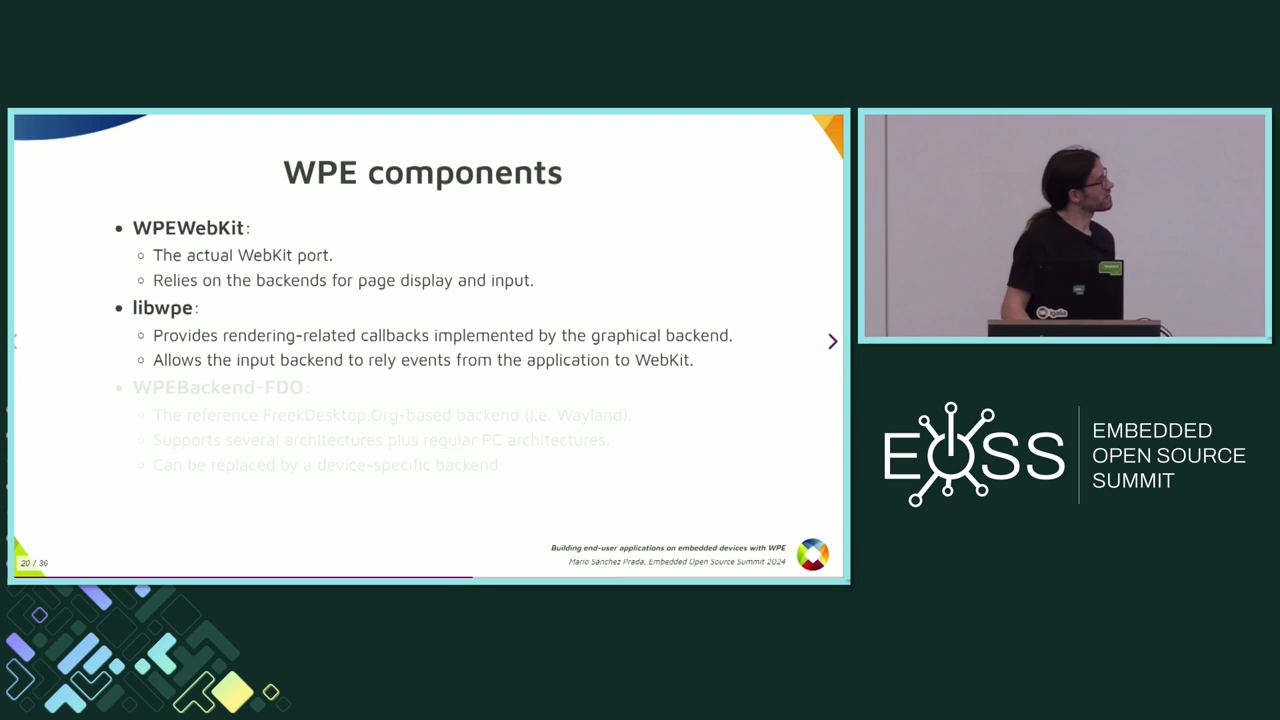 WPE components
WPEWebKit:
The actual WebKit port.
Relies on the backends for page display and input.
libwpe:
Provides rendering-related callbacks implemented by the graphical backend.
Allows the input backend to rely events from the application to WebKit.
WPEBackend-FDO:
The reference FreekDesktop.Org-based backend (i.e. Wayland).
Supports several architectures plus regular PC architectures.
Can be replaced by a device-specific backend
Building end-user applications on embedded devices with WPE
Mario Sánchez Prada, Embedded Open Source Summit 2024
20 / 36
EOSS
EMBEDDED
OPEN SOURCE
SUMMIT